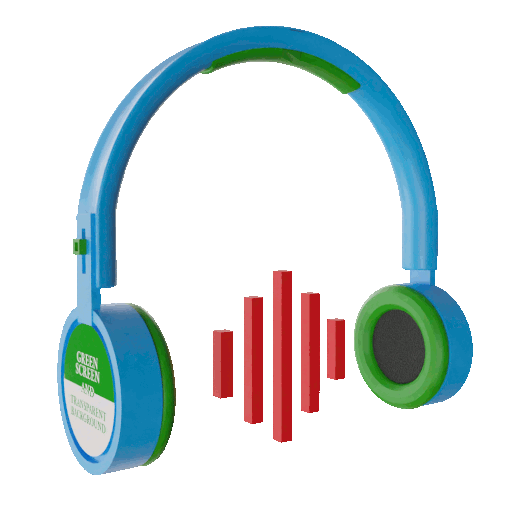 GREEN
SCREEN
AND
TRANSPARENT
BACKGROUND